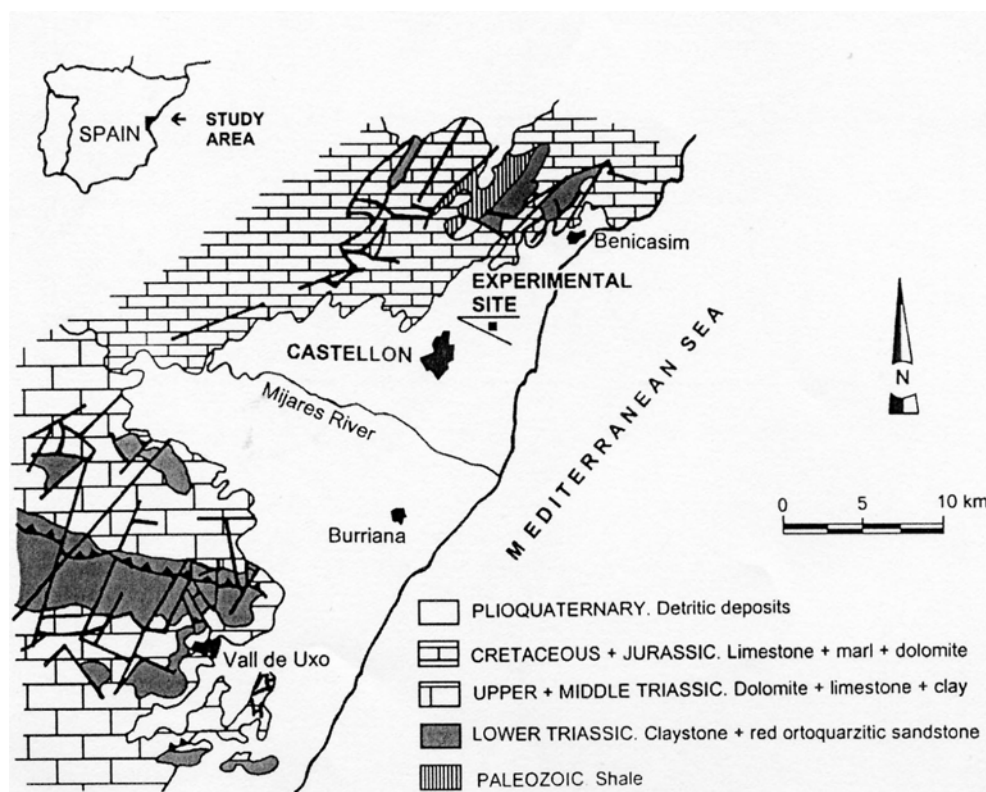 SPAIN
STUDY
AREA
Benicasim
EXPERIMENTAL
SITE
CASTELLON
Mijares River
MEDITERRANEAN SEA
N
Burriana
0 5 10 km
Vall de Uxo
PLIOQUATERNARY. Detritic deposits
CRETACEOUS + JURASSIC. Limestone + marl + dolomite
UPPER + MIDDLE TRIASSIC. Dolomite + limestone + clay
LOWER TRIASSIC. Claystone + red ortoquarzitic sandstone
PALEOZOIC. Shale